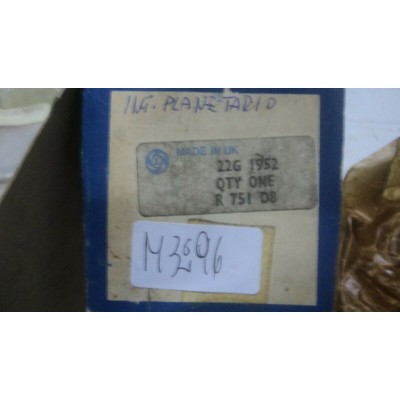 ING. PLANETARIO
MADE IN UK
22G 1952
QTY ONE
R 751 D8
M3696